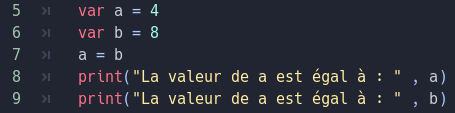 5 var a = 4
6 var b = 8
7 a = b
8 print("La valeur de a est égal à : " , a)
9 print("La valeur de a est égal à : " , b)